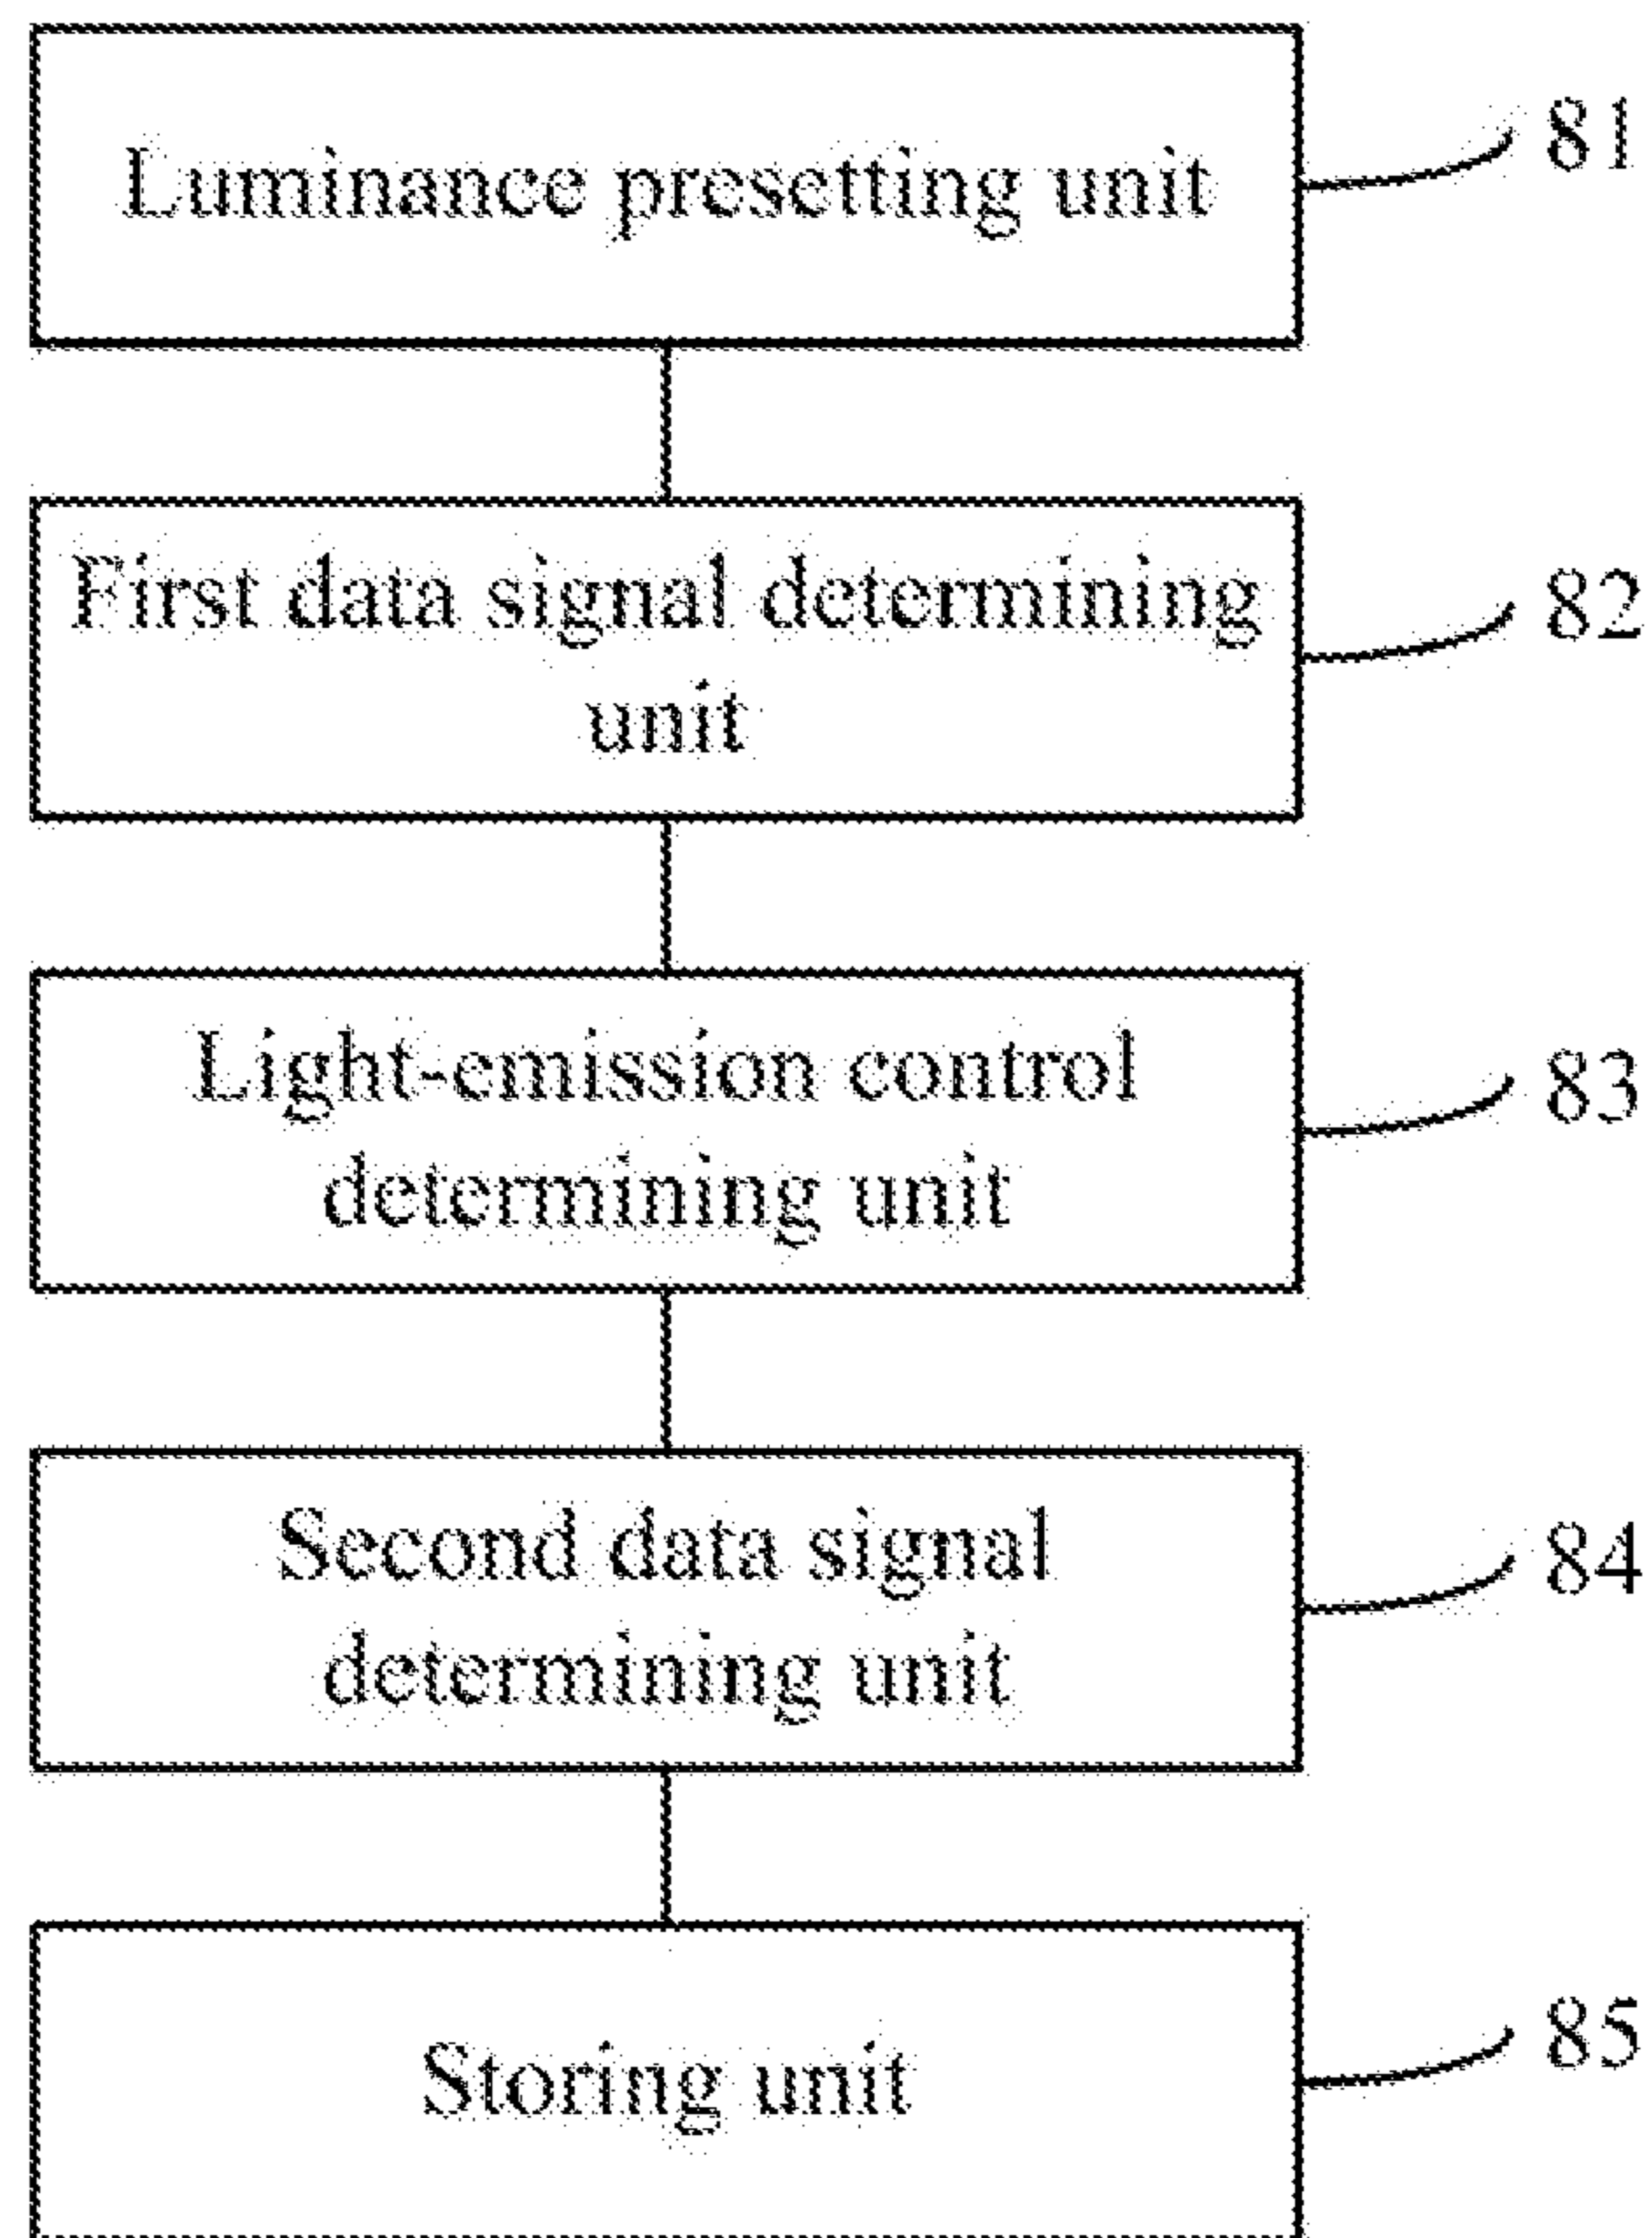 Luminance presetting unit
81
First data signal determining
unit
82
Light-emission control
determining unit
83
Second data signal
determining unit
84
Storing unit
85